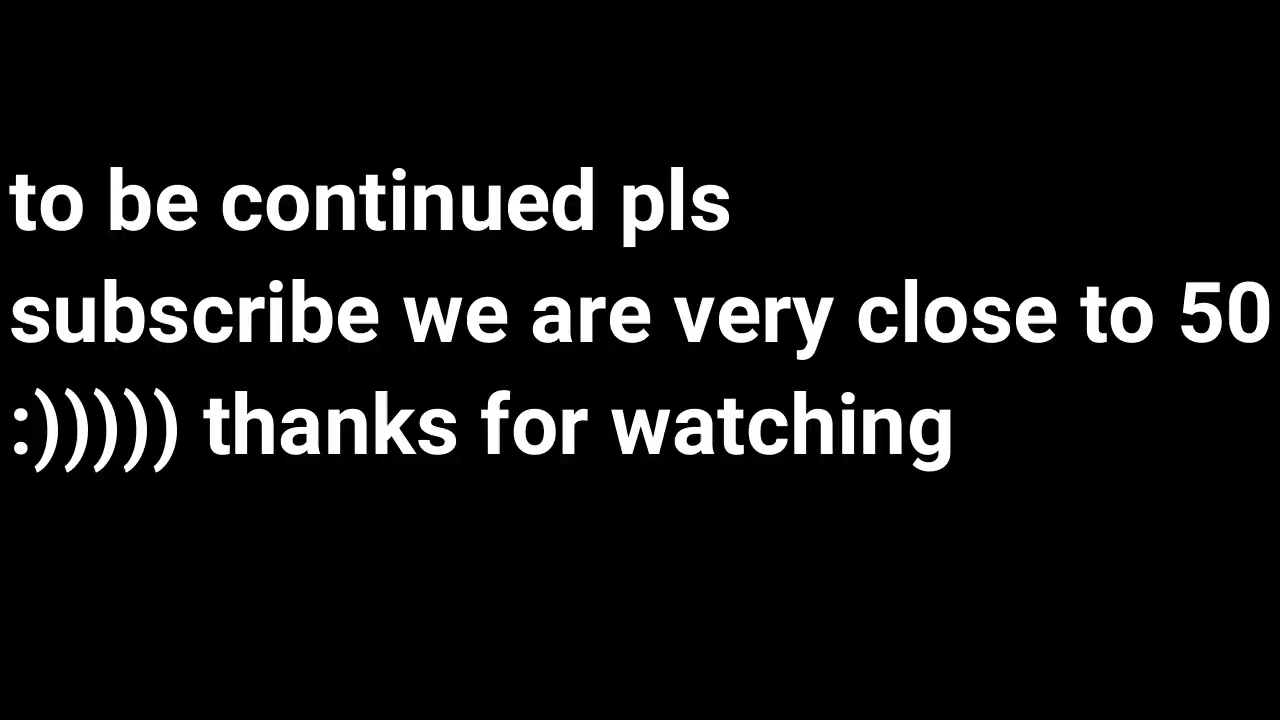 to be continued pls
subscribe we are very close to 50
:))))) thanks for watching